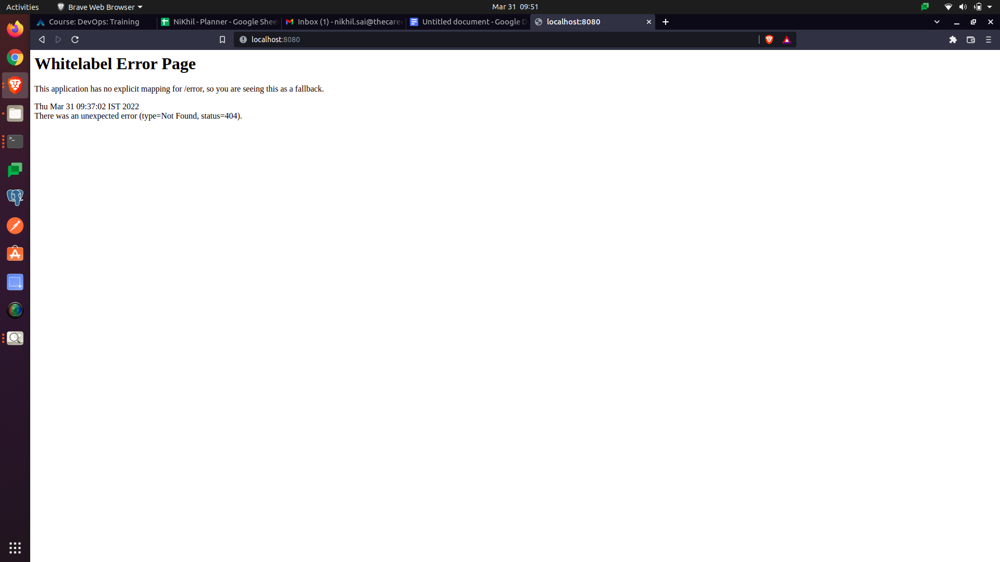 Activities
Brave Web Browser
Mar 31 09:51
Course: DevOps: Training
NiKhil - Planner - Google Shee
Inbox (1) - nikhil.sai@thecare
Untitled document - Google D
localhost:8080
localhost:8080
Whitelabel Error Page
This application has no explicit mapping for /error, so you are seeing this as a fallback.
Thu Mar 31 09:37:02 IST 2022
There was an unexpected error (type=Not Found, status=404).